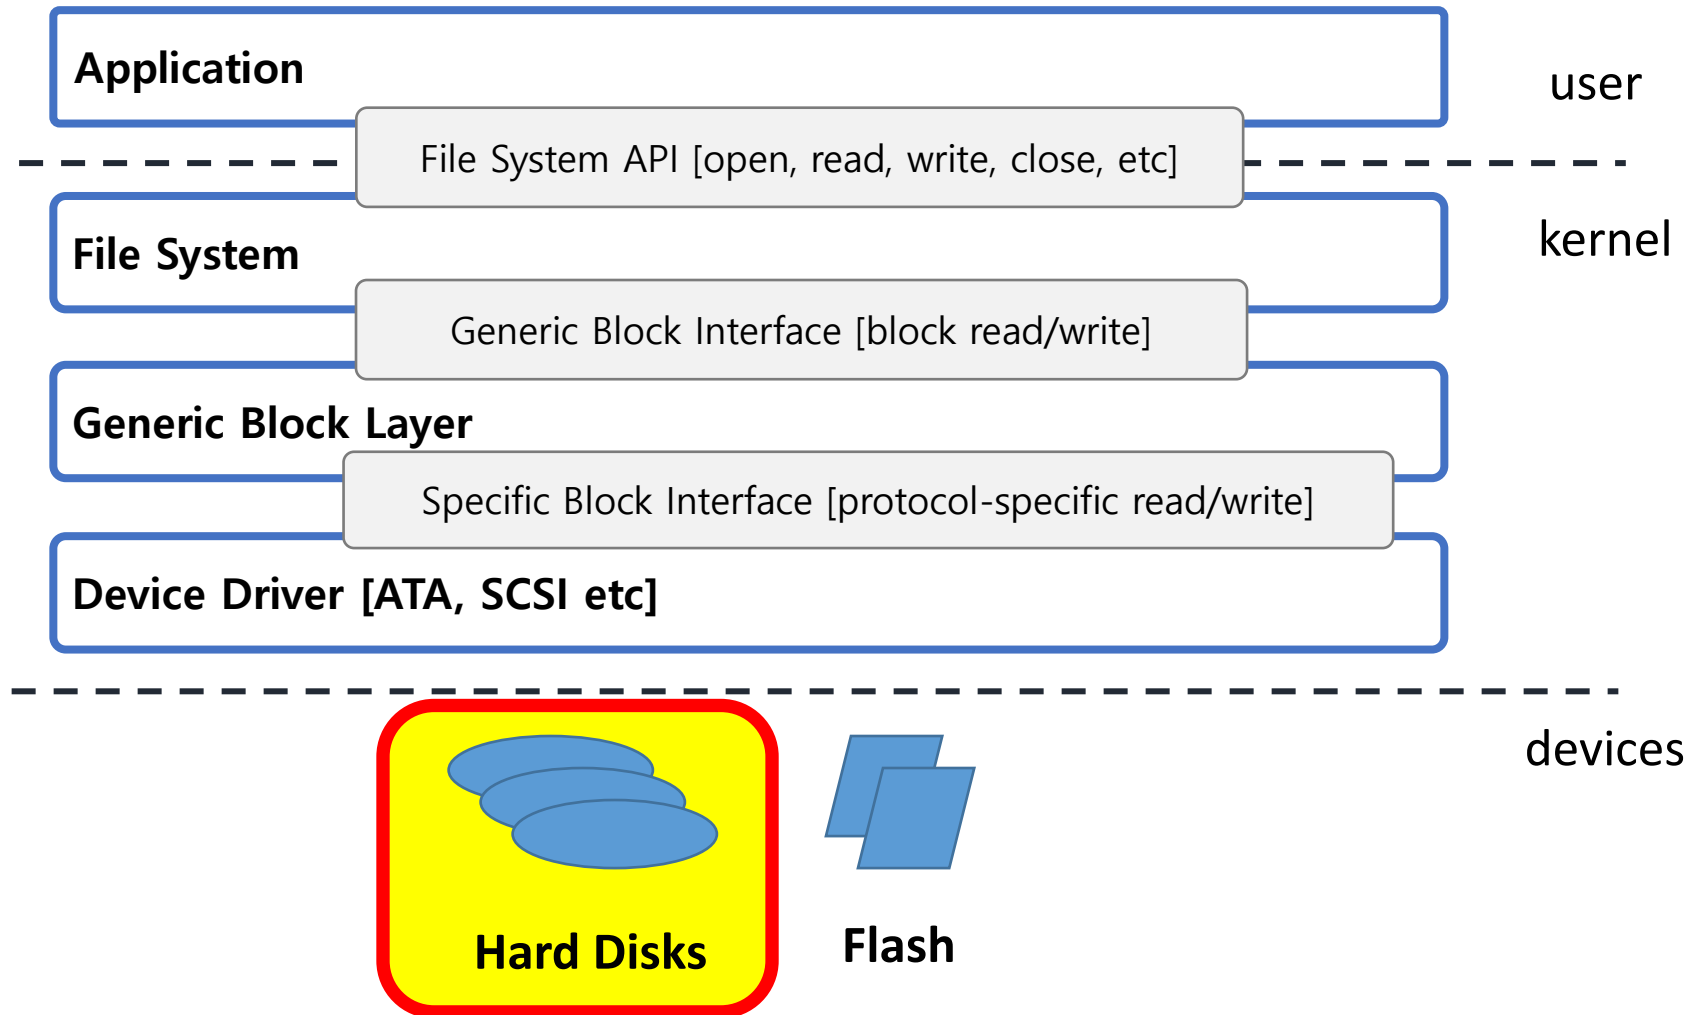 Application
user
File System API [open, read, write, close, etc]
File System
kernel
Generic Block Interface [block read/write]
Generic Block Layer
Specific Block Interface [protocol-specific read/write]
Device Driver [ATA, SCSI etc]
devices
Hard Disks
Flash